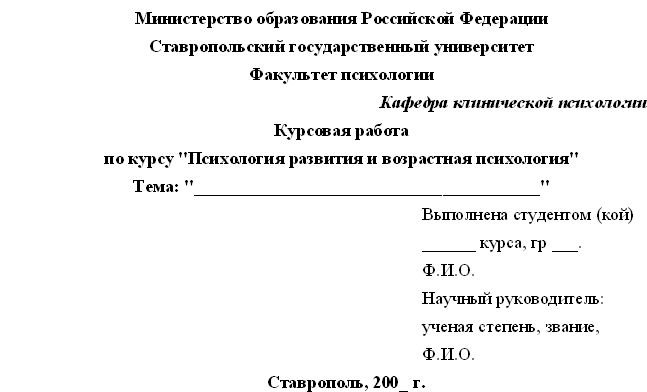 Министерство образования Российской Федерации
Ставропольский государственный университет
Факультет психологии
Кафедра клинической психологии
Курсовая работа
по курсу "Психология развития и возрастная психология"
Тема: "_______________________________________"
Выполнена студентом (кой)
______ курса, гр ___.
Ф.И.О.
Научный руководитель:
ученая степень, звание,
Ф.И.О.
Ставрополь, 200_ г.